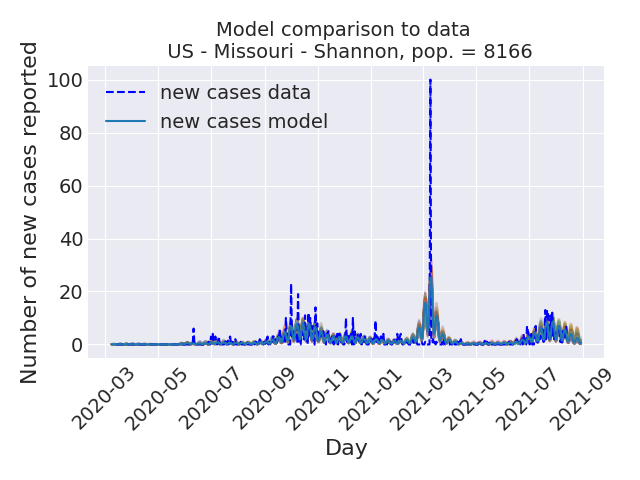 Model comparison to data
US - Missouri - Shannon, pop. = 8166
Number of new cases reported
100
80
60
40
20
0
new cases data
new cases model
2020-03
2020-05
2020-07
2020-09
2020-11
2021-01
2021-03
2021-05
2021-07
2021-09
Day